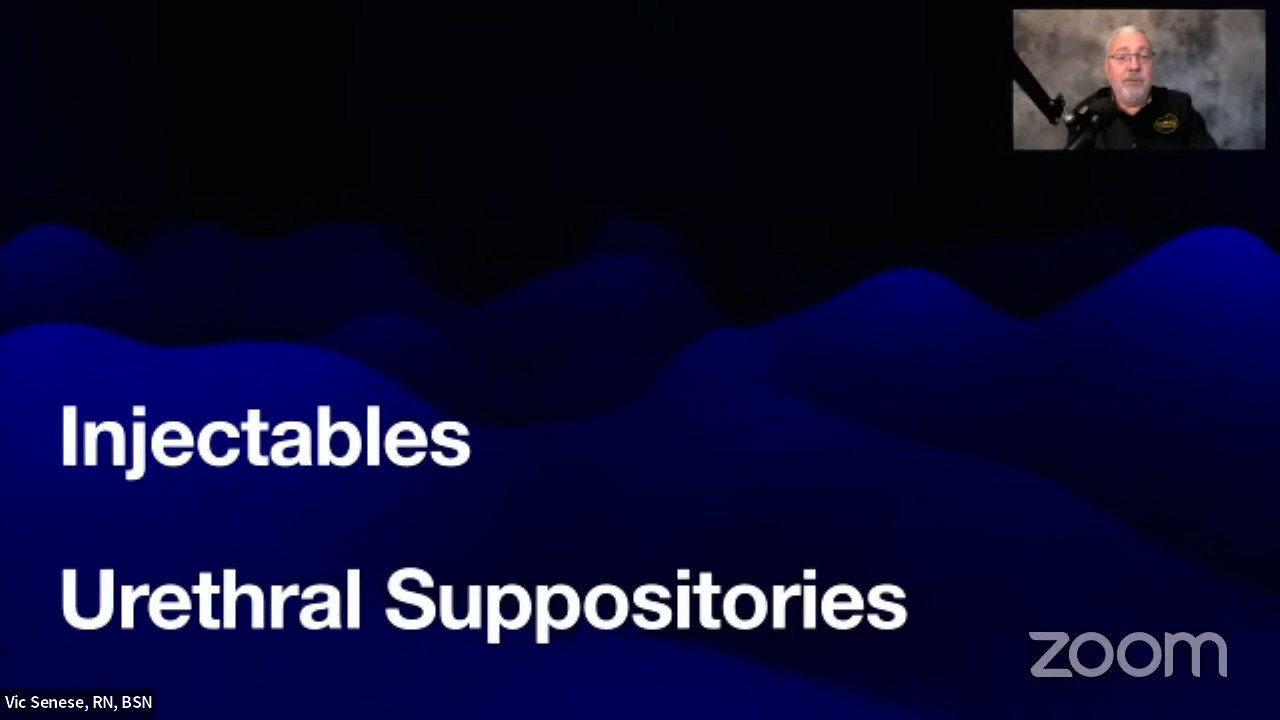 Injectables
Urethral Suppositories
zoom
Vic Senese, RN, BSN